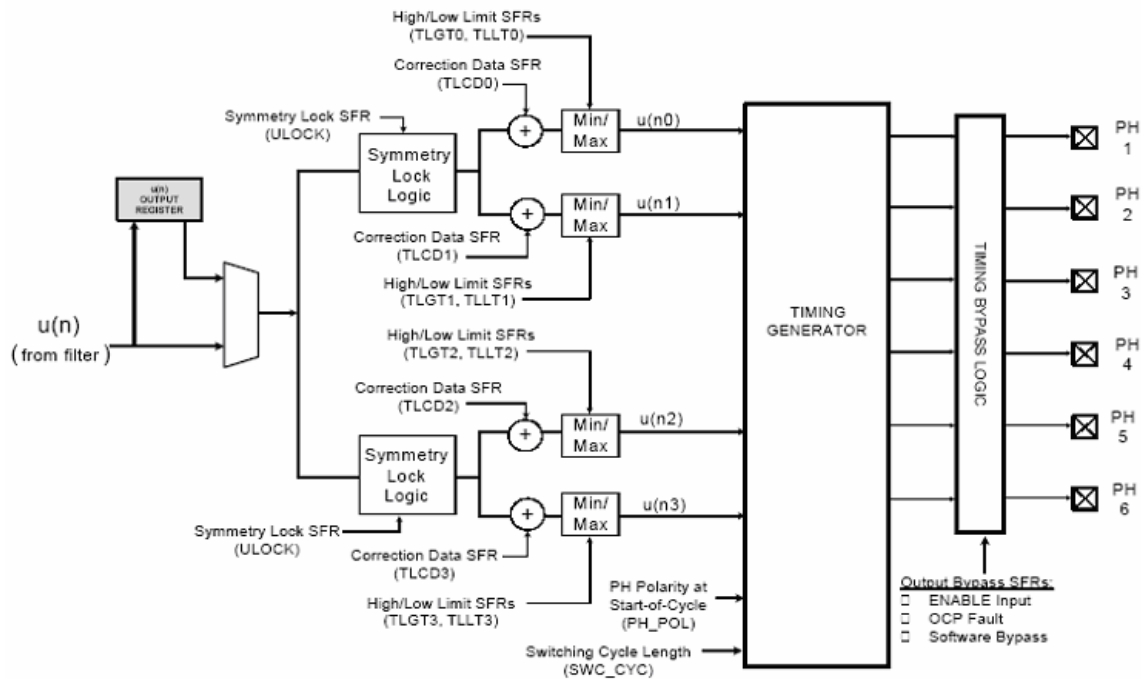 High/Low Limit SFRs
(TLGT0, TLLT0)
Correction Data SFR
(TLCD0)
Symmetry Lock SFR
(ULOCK)
Symmetry
Lock
Logic
+
Min/
Max
u(n0)
+
Min/
Max
u(n1)
Correction Data SFR
(TLCD1)
High/Low Limit SFRs
(TLGT1, TLLT1)
u(n)
OUTPUT
REGISTER
u(n)
(from filter)
High/Low Limit SFRs
(TLGT2, TLLT2)
Correction Data SFR
(TLCD2)
Symmetry
Lock
Logic
+
Min/
Max
u(n2)
+
Min/
Max
u(n3)
Symmetry Lock SFR
(ULOCK)
Correction Data SFR
(TLCD3)
High/Low Limit SFRs
(TLGT3, TLLT3)
PH Polarity at
Start-of-Cycle
(PH_POL)
Switching Cycle Length
(SWC_CYC)
TIMING
GENERATOR
TIMING BYPASS LOGIC
PH
1
PH
2
PH
3
PH
4
PH
5
PH
6
Output Bypass SFRs:
ENABLE Input
OCP Fault
Software Bypass